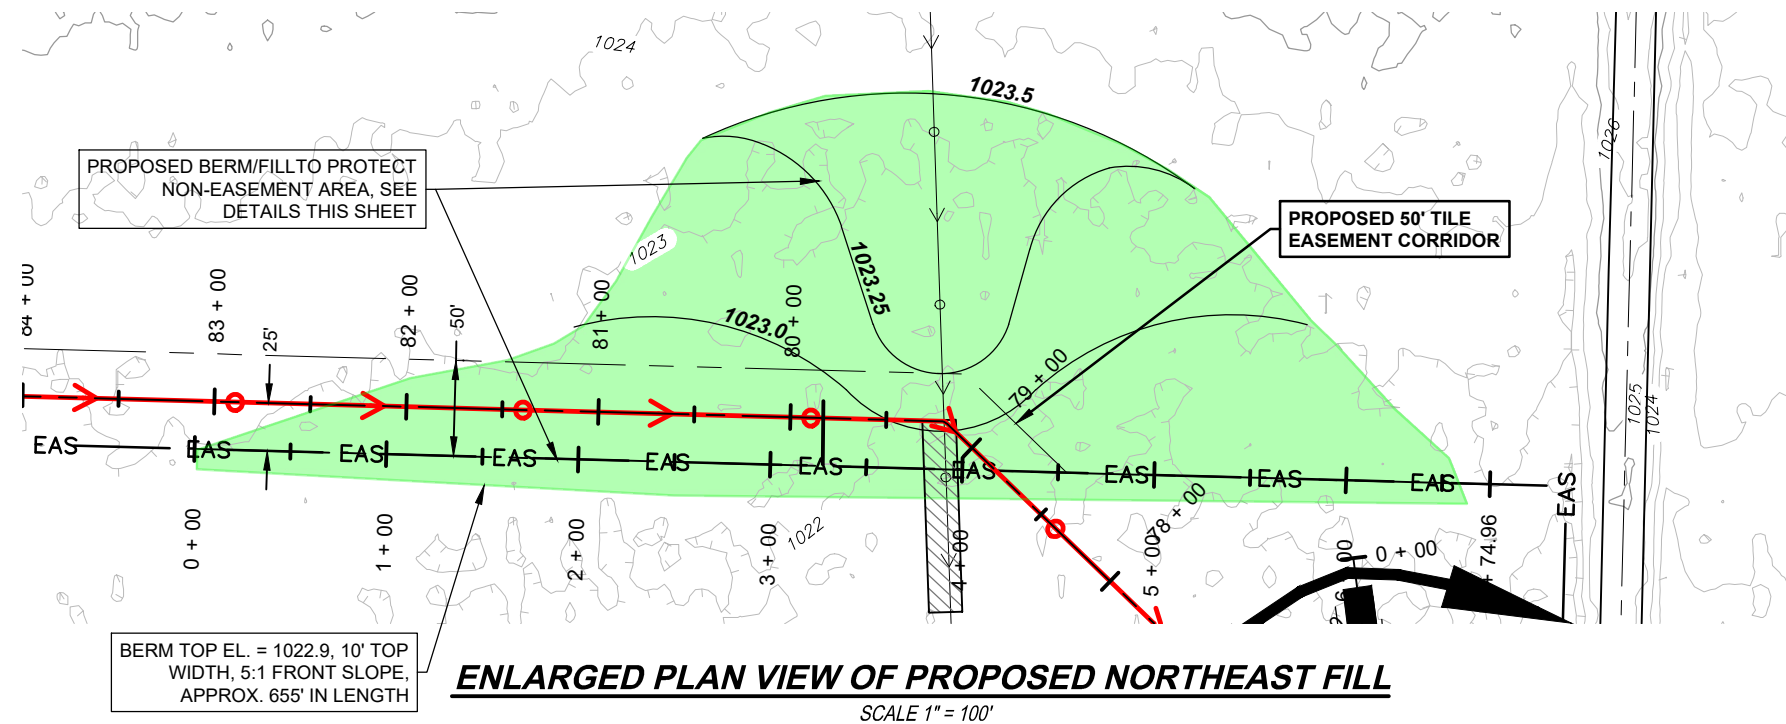 1024
1023.5
PROPOSED BERM/FILLTO PROTECT
NON-EASEMENT AREA, SEE
DETAILS THIS SHEET
1026
PROPOSED 50' TILE
EASEMENT CORRIDOR
1023
1023.25
1023.0
84 + 00
83 + 00
25'
82 + 00
50'
81 + 00
80 + 00
79 + 00
1025
1024
EAS
EAS
EAS
EAS
EAS
EAS
EAS
EAS
EAS
EAS
EAS
0 + 00
1 + 00
2 + 00
3 + 00
1022
4 + 00
5 + 00
78 + 00
00
0 + 00
+ 74.96
BERM TOP EL. = 1022.9, 10' TOP
WIDTH, 5:1 FRONT SLOPE,
APPROX. 655' IN LENGTH
ENLARGED PLAN VIEW OF PROPOSED NORTHEAST FILL
SCALE 1" = 100'